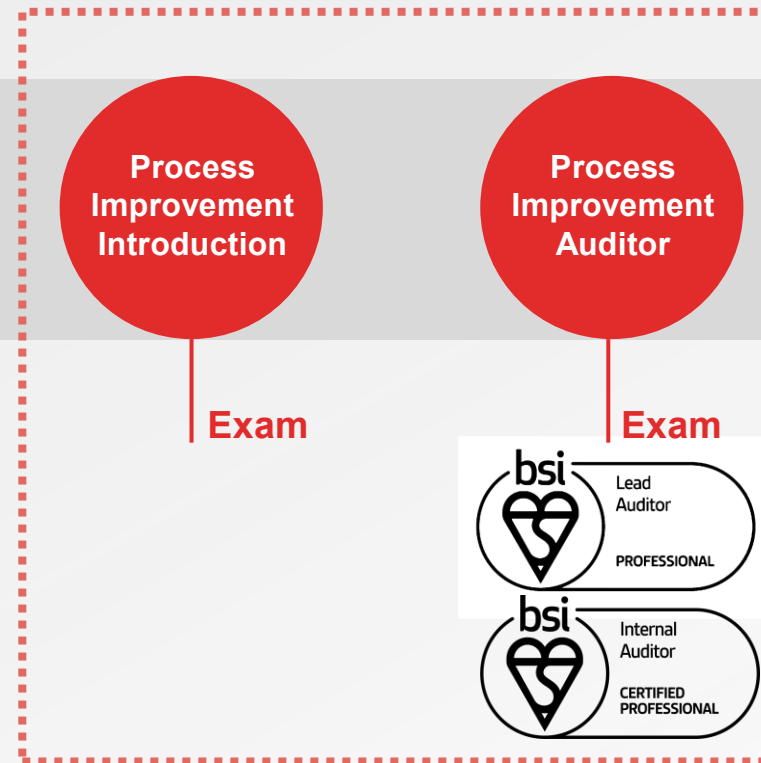 Process
Improvement
Introduction
Process
Improvement
Auditor
Exam
Exam
bsi
Lead
Auditor
PROFESSIONAL
bsi
Internal
Auditor
CERTIFIED
PROFESSIONAL